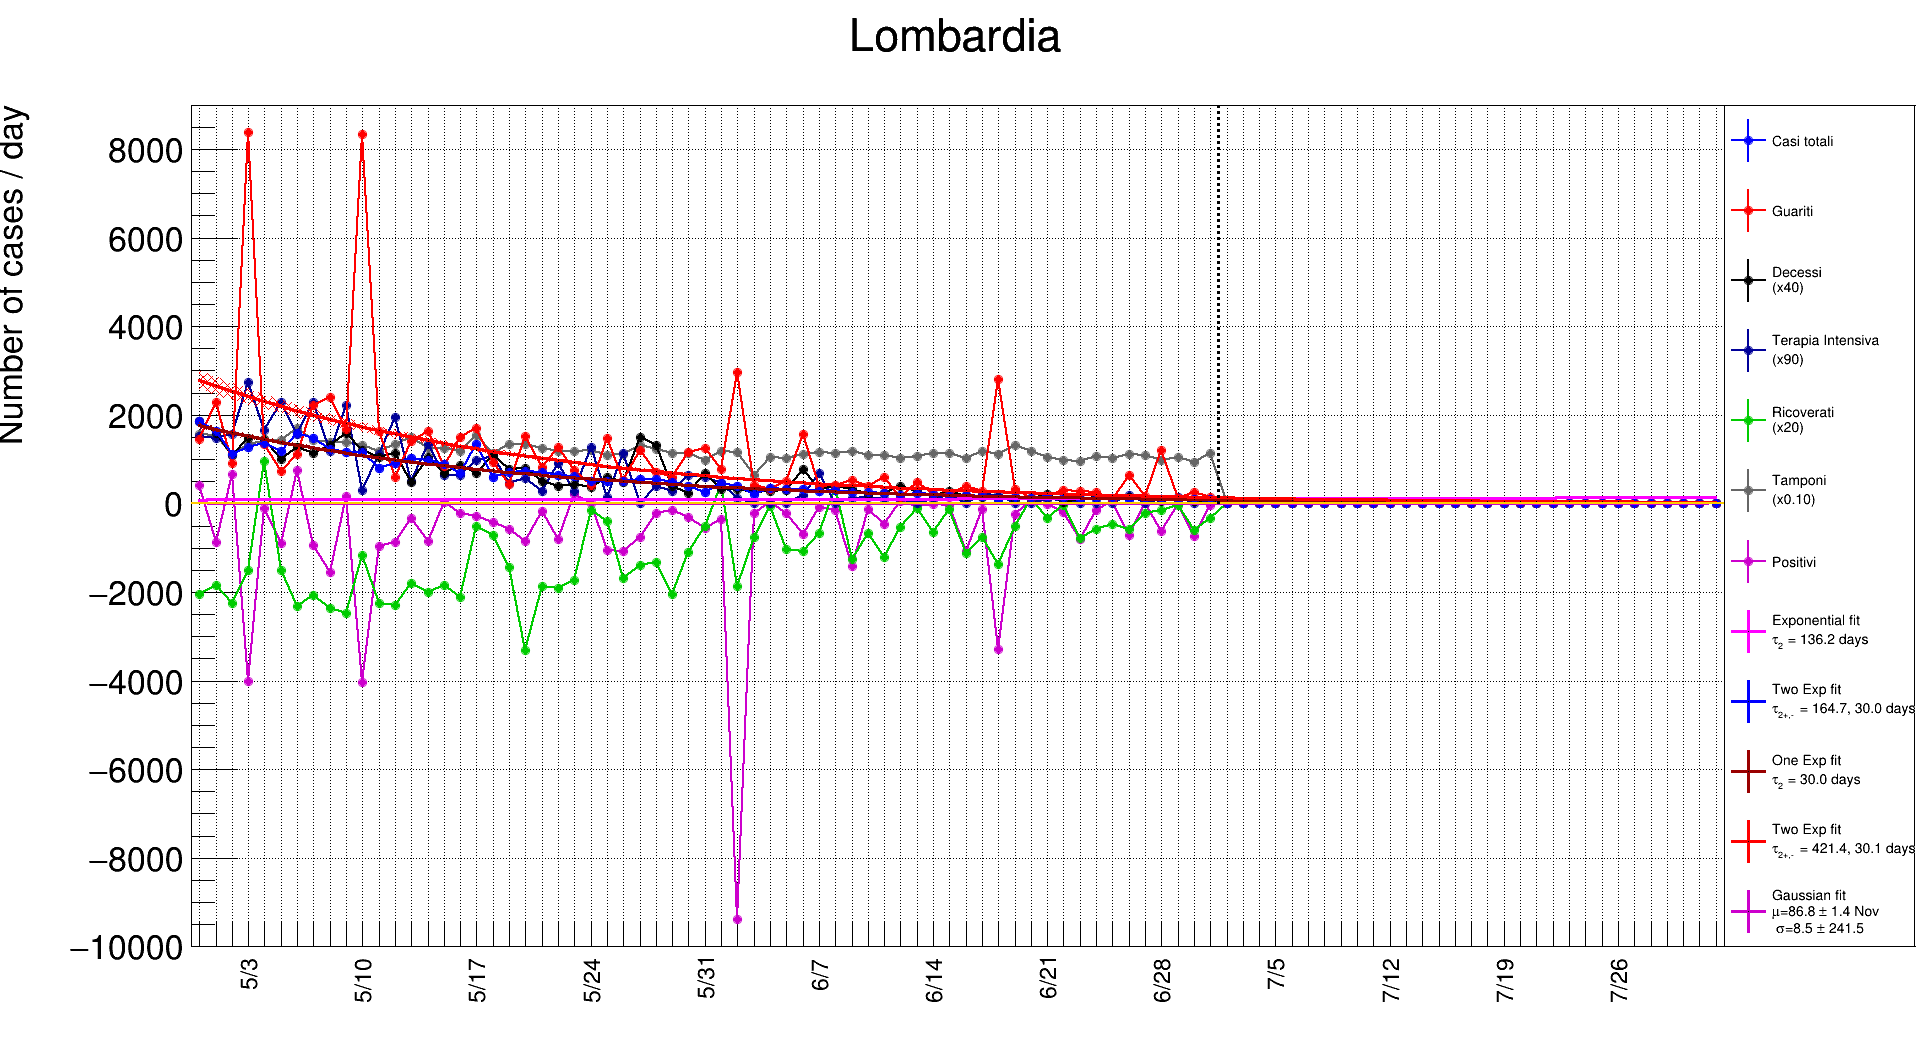 Lombardia
Number of cases / day
8000
6000
4000
2000
0
−2000
−4000
−6000
−8000
−10000
5/3
5/10
5/17
5/24
5/31
6/7
6/14
6/21
6/28
7/5
7/12
7/19
7/26
Casi totali
Guariti
Decessi
(x40)
Terapia Intensiva
(x90)
Ricoverati
(x20)
Tamponi
(x0.10)
Positivi
Exponential fit
τ2 = 136.2 days
Two Exp fit
τ2+,- = 164.7, 30.0 days
One Exp fit
τ2 = 30.0 days
Two Exp fit
τ2+,- = 421.4, 30.1 days
Gaussian fit
μ=86.8 ± 1.4 Nov
σ=8.5 ± 241.5